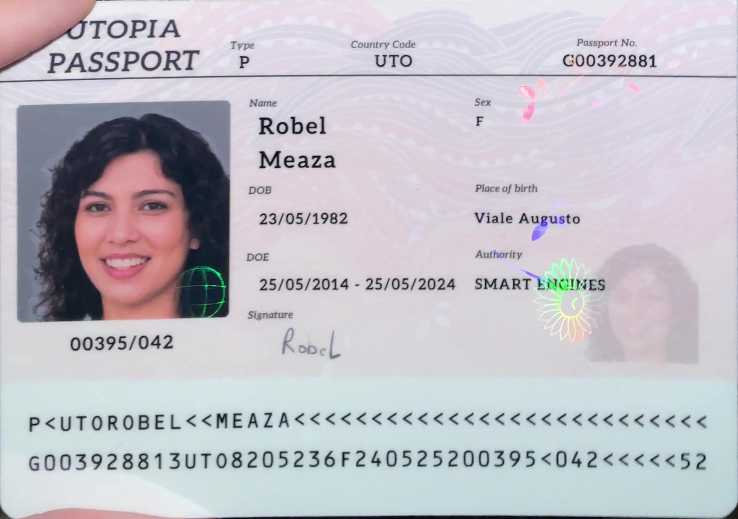 UTOPIA
PASSPORT
Type
P
Country Code
UTO
Passport No.
G00392881
Name
Robel
Meaza
Sex
F
DOB
23/05/1982
Place of birth
Viale Augusto
DOE
25/05/2014 - 25/05/2024
Authority
SMART ENGINES
Signature
Robel
00395/042
P<UTOROBEL<<MEAZA<<<<<<<<<<<<<<<<<<<<<<<<<<<
G003928813UTO8205236F240525200395<042<<<<<52